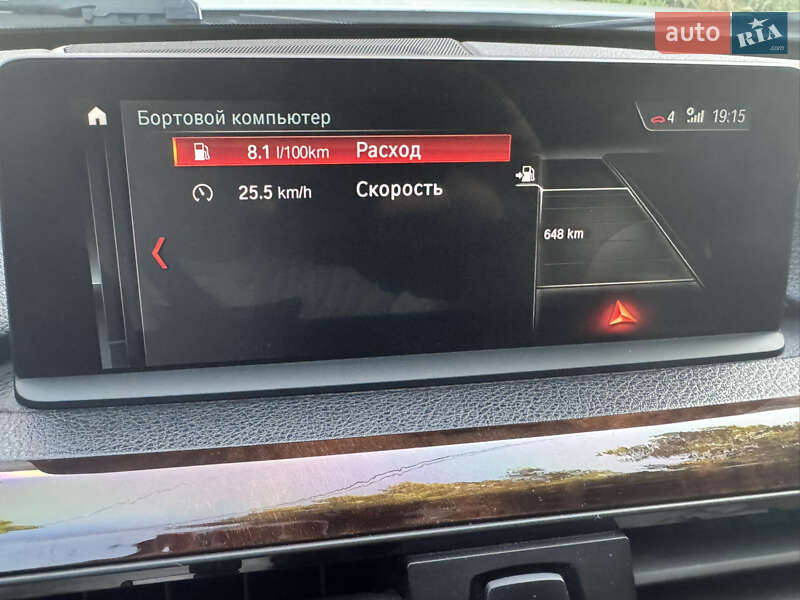 auto RIA
Бортовой компьютер
4 19:15
8.1 l/100km Расход
25.5 km/h Скорость
648 km